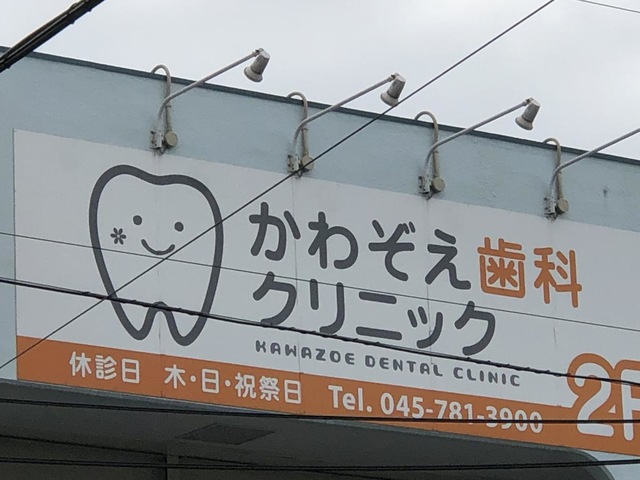 かわぞえ歯科
クリニック
KAWAZOE DENTAL CLINIC
休診日 木・日・祝祭日 Tel. 045-781-3900
2F